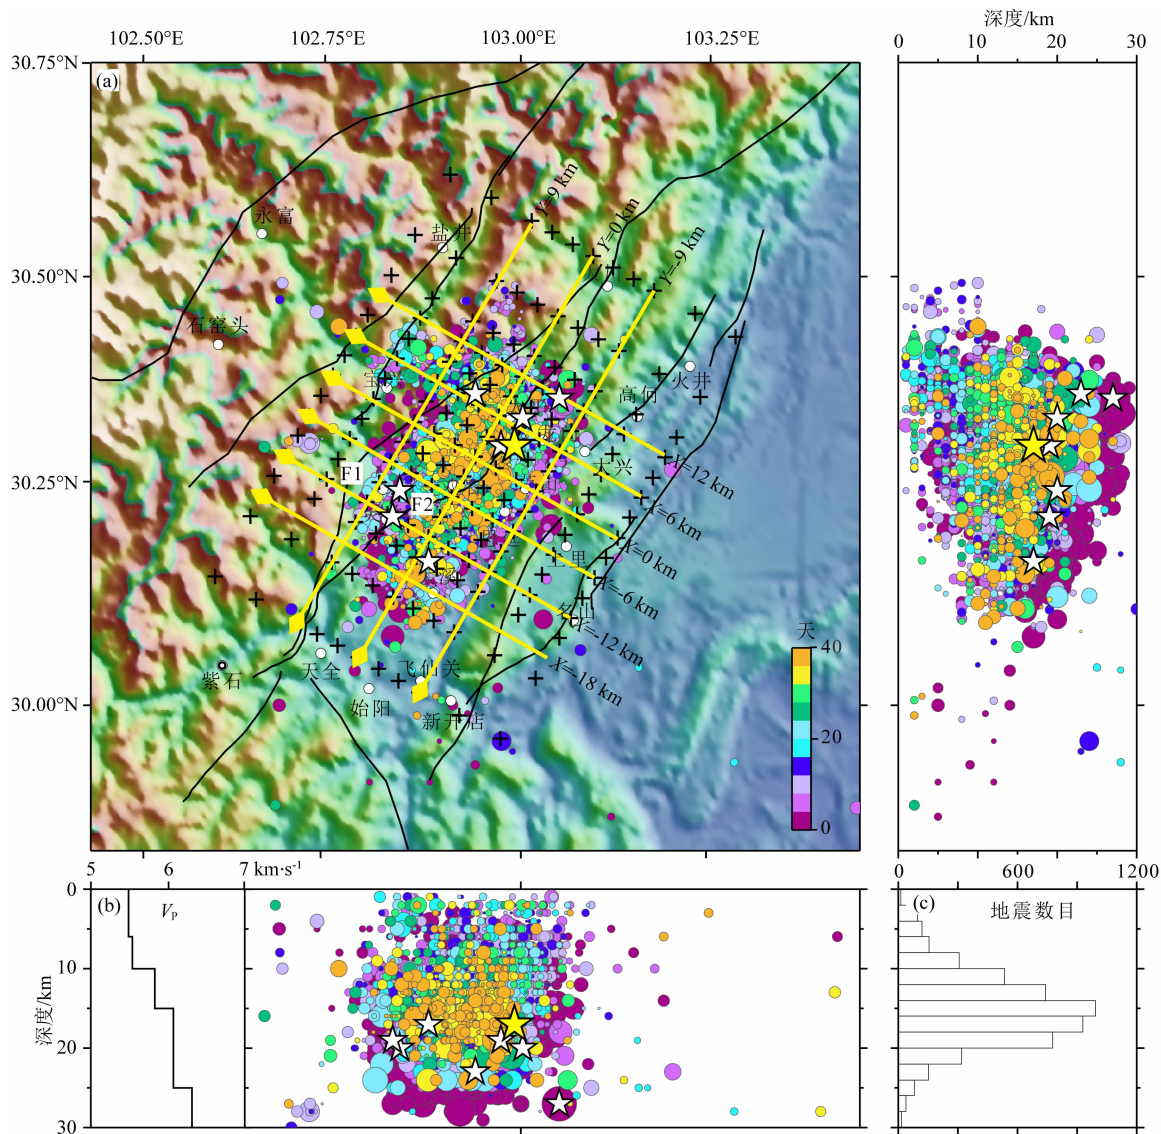 102.50°E 102.75°E 103.00°E 103.25°E
深度/km
0 10 20 30
30.75°N
30.50°N
30.25°N
30.00°N
(a)
永富
盐井
石窑头
Y=9 km
Y=0 km
Y=-9 km
火井
高何
大兴
F1
F2
上里
X=12 km
X=6 km
X=0 km
X=-6 km
X=-12 km
X=-18 km
紫石
天全
飞仙关
始阳
新开店
天
40
20
0
5 6 7 km·s⁻¹
0
10
20
30
深度/km
(b)
Vp
0 600 1200
(c)
地震数目